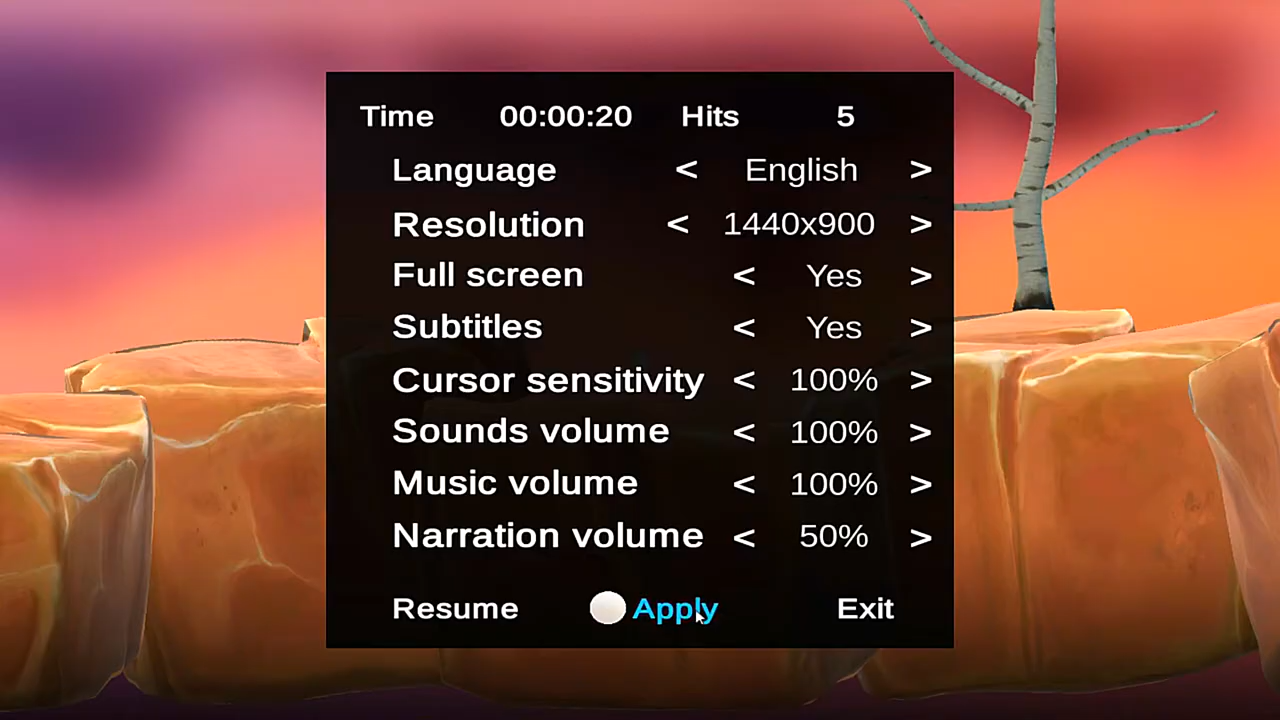 Time 00:00:20 Hits 5
Language < English >
Resolution < 1440x900 >
Full screen < Yes >
Subtitles < Yes >
Cursor sensitivity < 100% >
Sounds volume < 100% >
Music volume < 100% >
Narration volume < 50% >
Resume Apply Exit